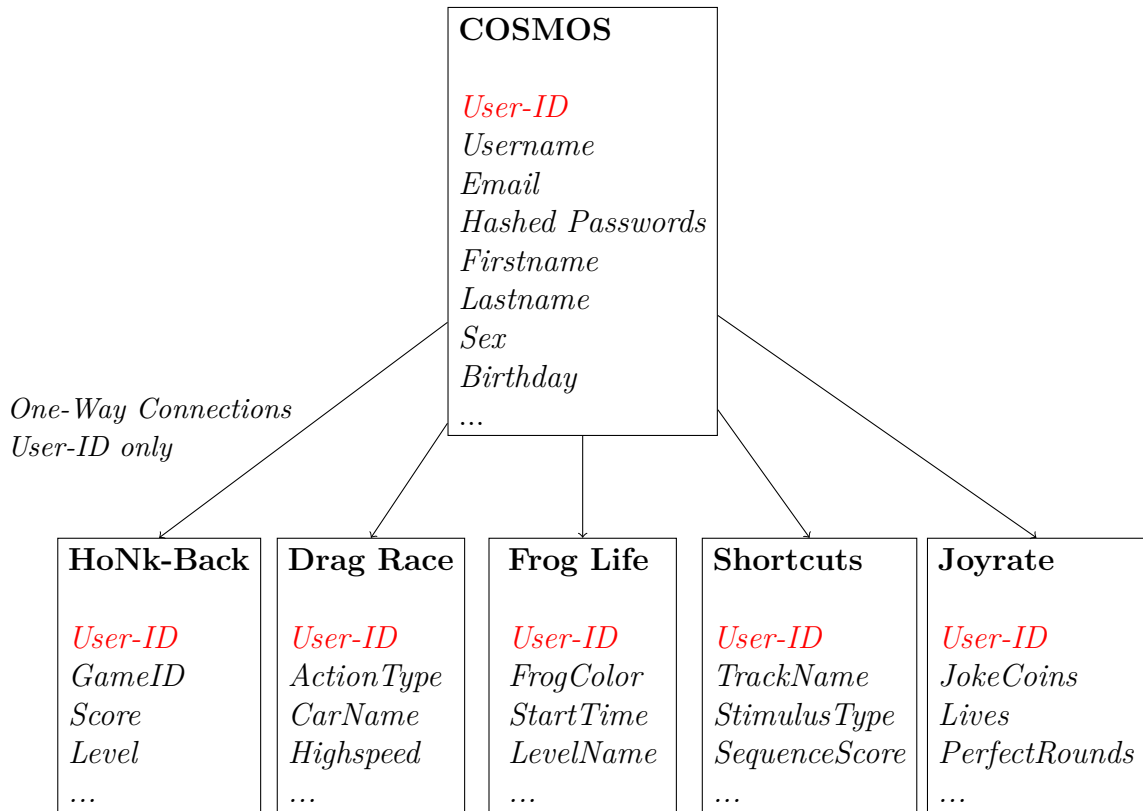 COSMOS
User-ID
Username
Email
Hashed Passwords
Firstname
Lastname
Sex
Birthday
...
One-Way Connections
User-ID only
HoNk-Back
User-ID
GameID
Score
Level
...
Drag Race
User-ID
ActionType
CarName
Highspeed
...
Frog Life
User-ID
FrogColor
StartTime
LevelName
...
Shortcuts
User-ID
TrackName
StimulusType
SequenceScore
...
Joyrate
User-ID
JokeCoins
Lives
PerfectRounds
...